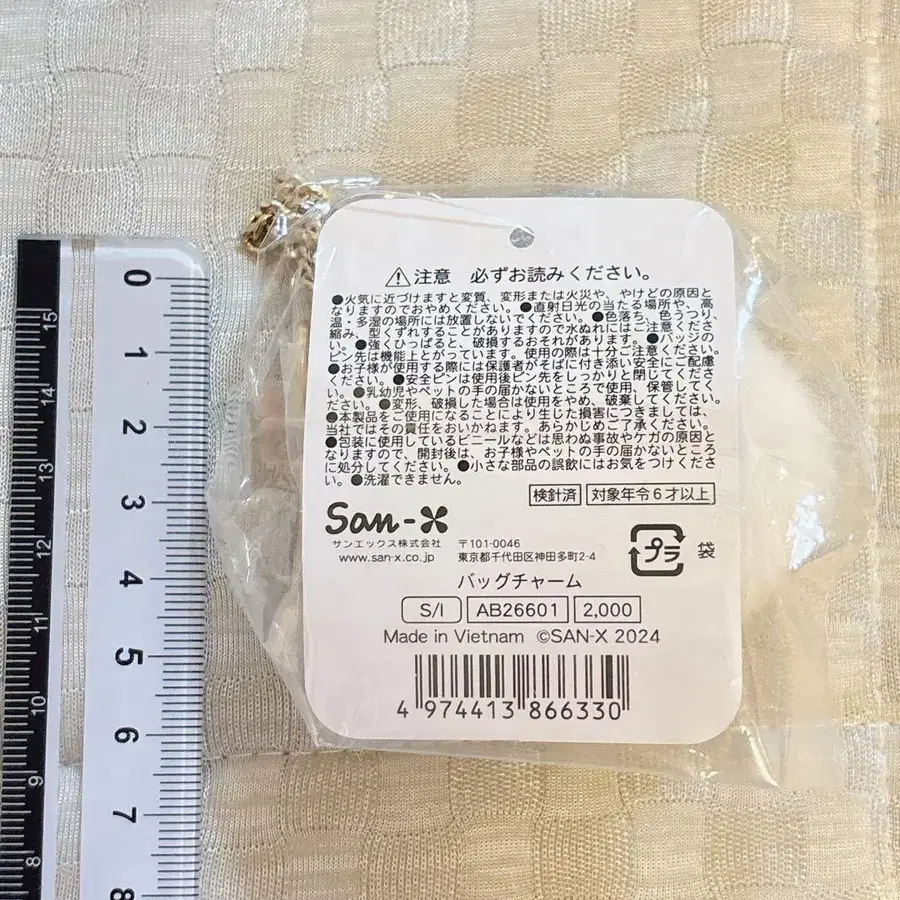 ⚠注意 必ずお読みください。
●火気に近づけますと変質、変形または火災や、やけどの原因と
なりますのでおやめください。●直射日光の当たる場所や、高
温・多湿の場所には放置しないでください。●色落ち、色うつり、
縮み、型くずれすることがありますので水ぬれにはご注意くださ
い。●強くひっぱると、破損するおそれがあります。●バッジの
ピン先は機能上とがっています。使用の際は十分ご注意ください。
●お子様が使用する際には保護者がそばに付き添い安全にご配慮
ください。●安全ピンは使用後ピン先をしっかりと閉じてくださ
い。●乳幼児やペットの手の届かないところで使用、保管してく
ださい。●変形、破損した場合は使用をやめ、破棄してください。
●本製品をご使用になることにより生じた損害につきましては、
当社ではその責任をおいかねます。あらかじめご了承ください。
●包装に使用しているビニールなどは思わぬ事故やケガの原因と
なりますので、開封後は、お子様やペットの手の届かないところ
に処分してください。●小さな部品の誤飲にはお気をつけくださ
い。●洗濯できません。
検針済 対象年令6才以上
San-X
サンエックス株式会社 〒101-0046
www.san-x.co.jp 東京都千代田区神田多町2-4
プラ 袋
バッグチャーム
S/I AB26601 2,000
Made in Vietnam ©SAN-X 2024
4 974413 866330
0
1
2
3
4
5
6
7
8
15
14
13
12
11
10
9
8